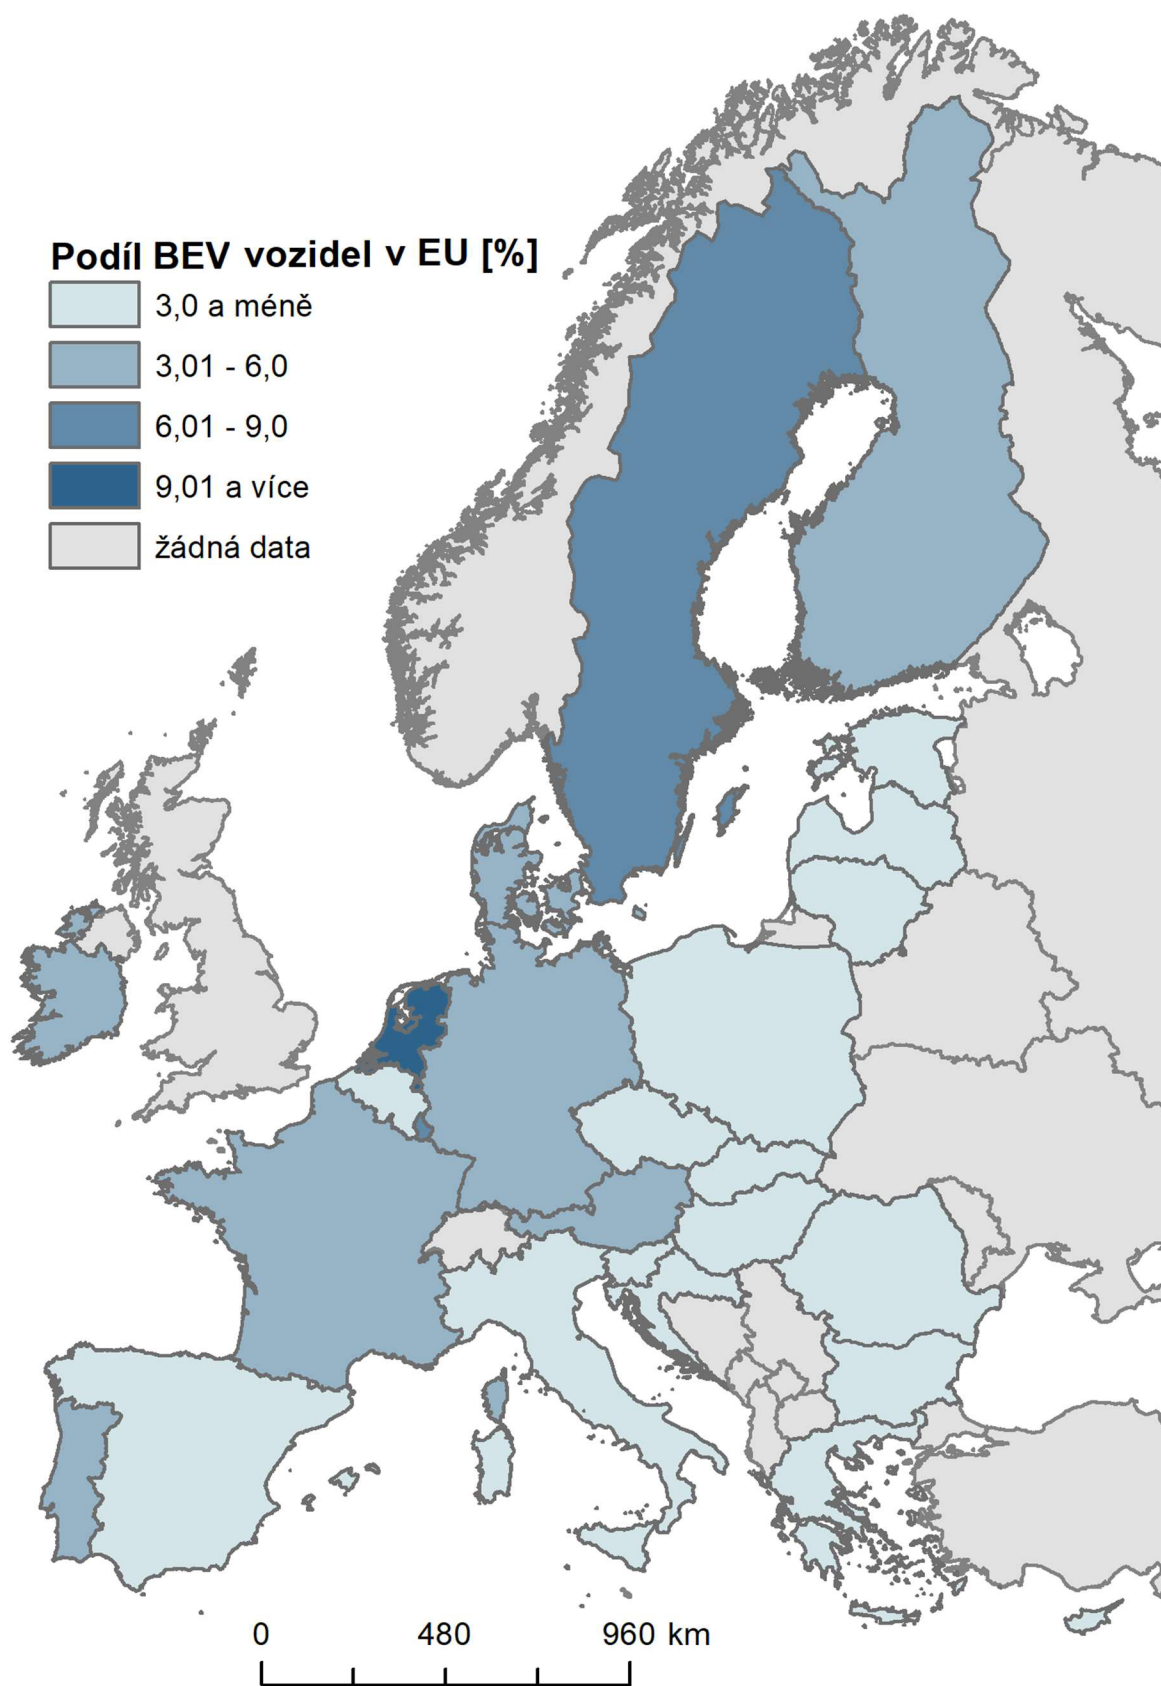 Podíl BEV vozidel v EU [%]
3,0 a méně
3,01 - 6,0
6,01 - 9,0
9,01 a více
žádná data
0 480 960 km